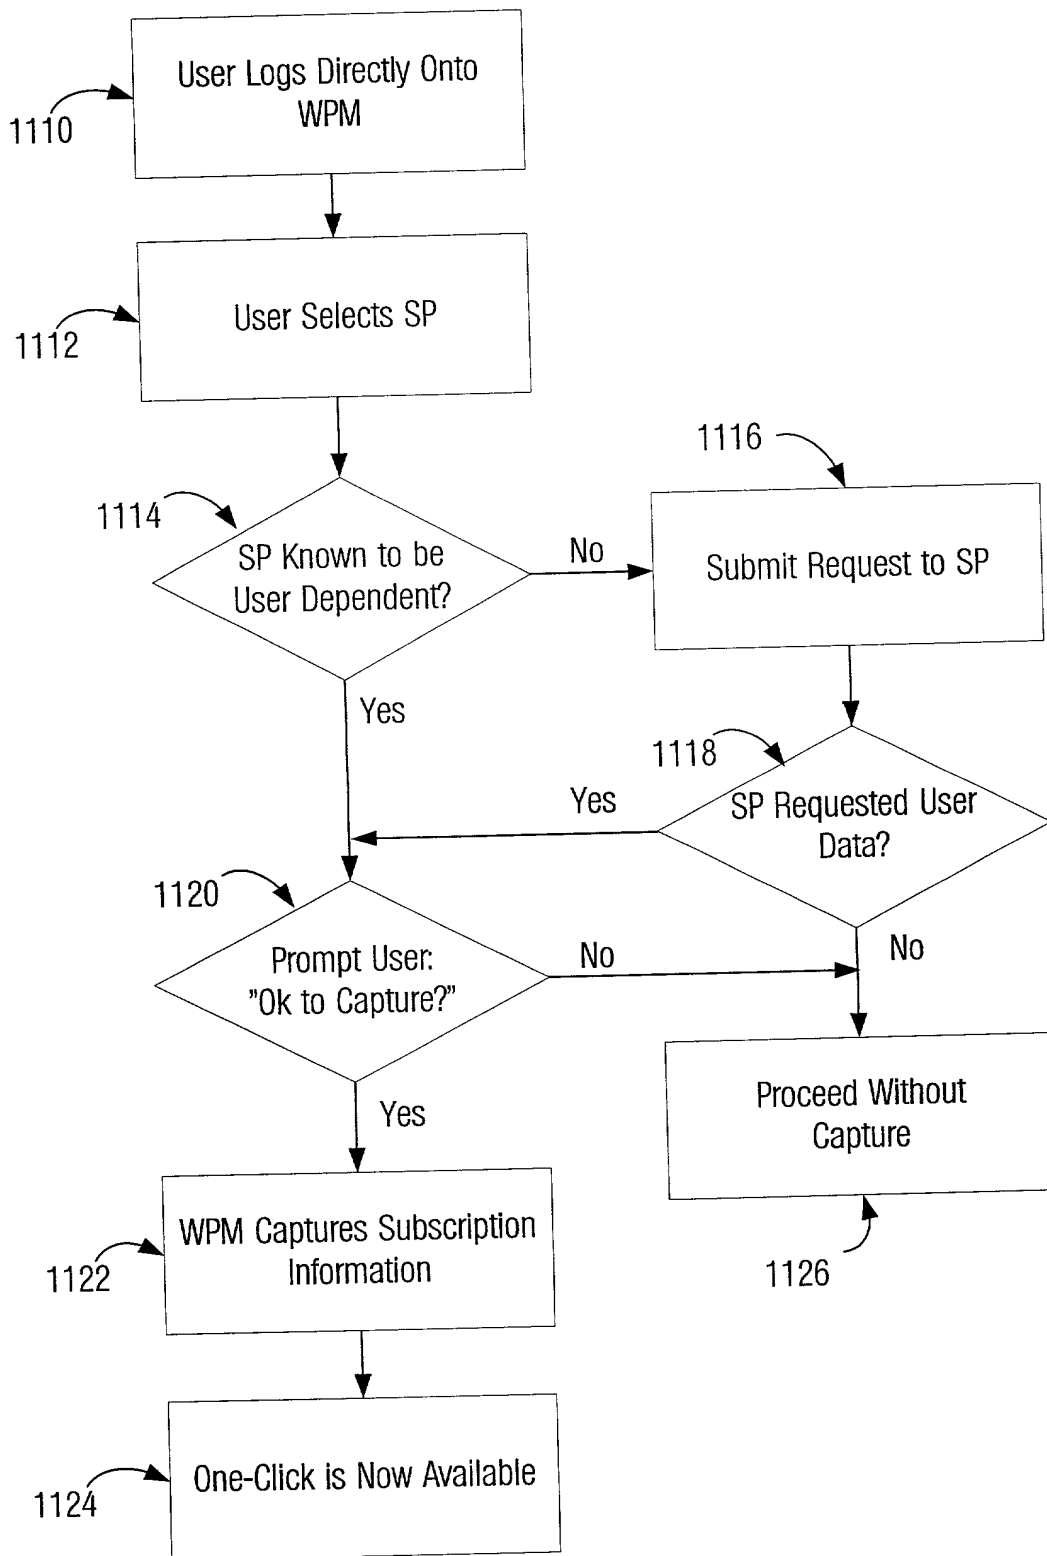 User Logs Directly Onto
WPM
1110
User Selects SP
1112
1116
1114
SP Known to be
User Dependent?
No
Submit Request to SP
Yes
1118
Yes
SP Requested User
Data?
1120
Prompt User:
"Ok to Capture?"
No
No
Yes
Proceed Without
Capture
WPM Captures Subscription
Information
1122
1126
One-Click is Now Available
1124